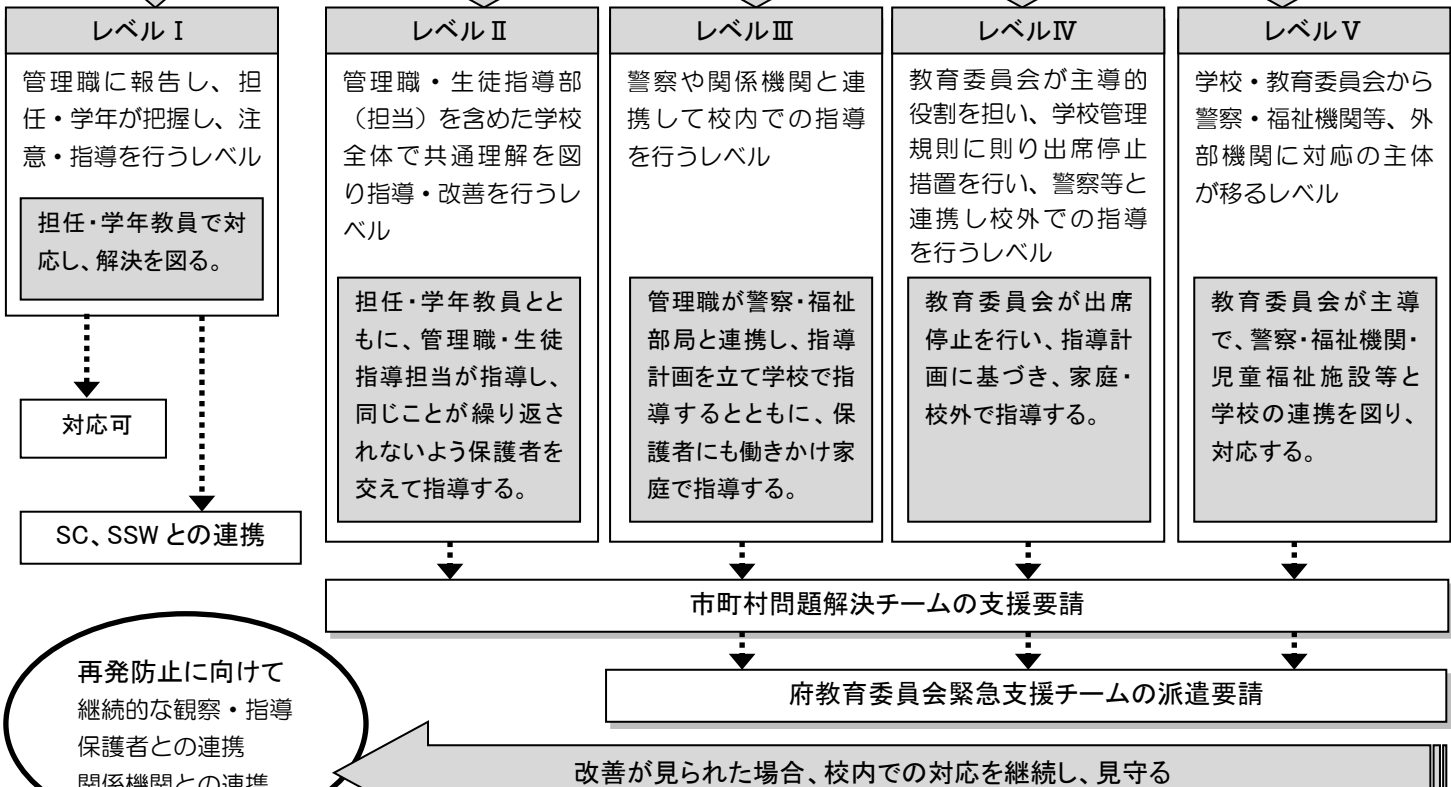 レベルⅠ
管理職に報告し、担
任・学年が把握し、注
意・指導を行うレベル
担任・学年教員で対
応し、解決を図る。
対応可
SC、SSWとの連携
レベルⅡ
管理職・生徒指導部
（担当）を含めた学校
全体で共通理解を図
り指導・改善を行うレ
ベル
担任・学年教員とと
もに、管理職・生徒
指導担当が指導し、
同じことが繰り返さ
れないよう保護者を
交えて指導する。
レベルⅢ
警察や関係機関と連
携して校内での指導
を行うレベル
管理職が警察・福祉
部局と連携し、指導
計画を立て学校で指
導するとともに、保
護者にも働きかけ家
庭で指導する。
レベルⅣ
教育委員会が主導的
役割を担い、学校管理
規則に則り出席停止
措置を行い、警察等と
連携し校外での指導
を行うレベル
教育委員会が出席
停止を行い、指導計
画に基づき、家庭・
校外で指導する。
レベルⅤ
学校・教育委員会から
警察・福祉機関等、外
部機関に対応の主体
が移るレベル
教育委員会が主導
で、警察・福祉機関・
児童福祉施設等と
学校の連携を図り、
対応する。
市町村問題解決チームの支援要請
府教育委員会緊急支援チームの派遣要請
再発防止に向けて
継続的な観察・指導
保護者との連携
関係機関との連携
改善が見られた場合、校内での対応を継続し、見守る